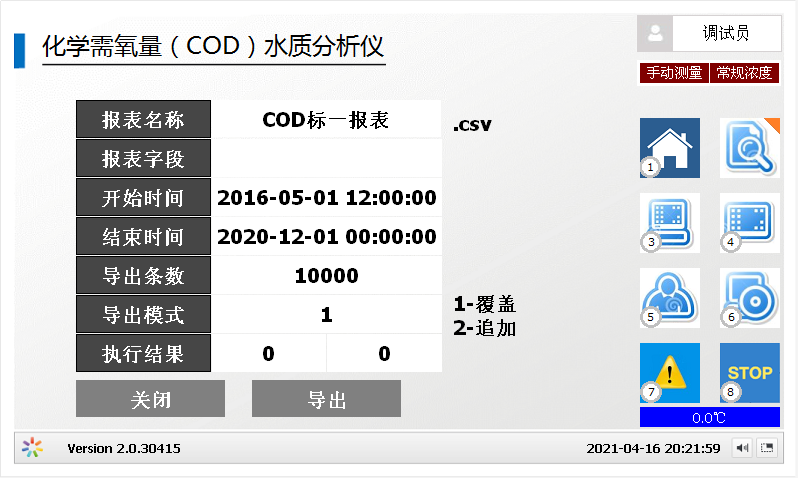 化学需氧量（COD）水质分析仪
调试员
手动测量 常规浓度
报表名称 COD标一报表 .csv
报表字段
开始时间 2016-05-01 12:00:00
结束时间 2020-12-01 00:00:00
导出条数 10000
导出模式 1 1-覆盖
2-追加
执行结果 0 0
关闭 导出
1
3 4
5 6
7 STOP 8
0.0℃
Version 2.0.30415 2021-04-16 20:21:59